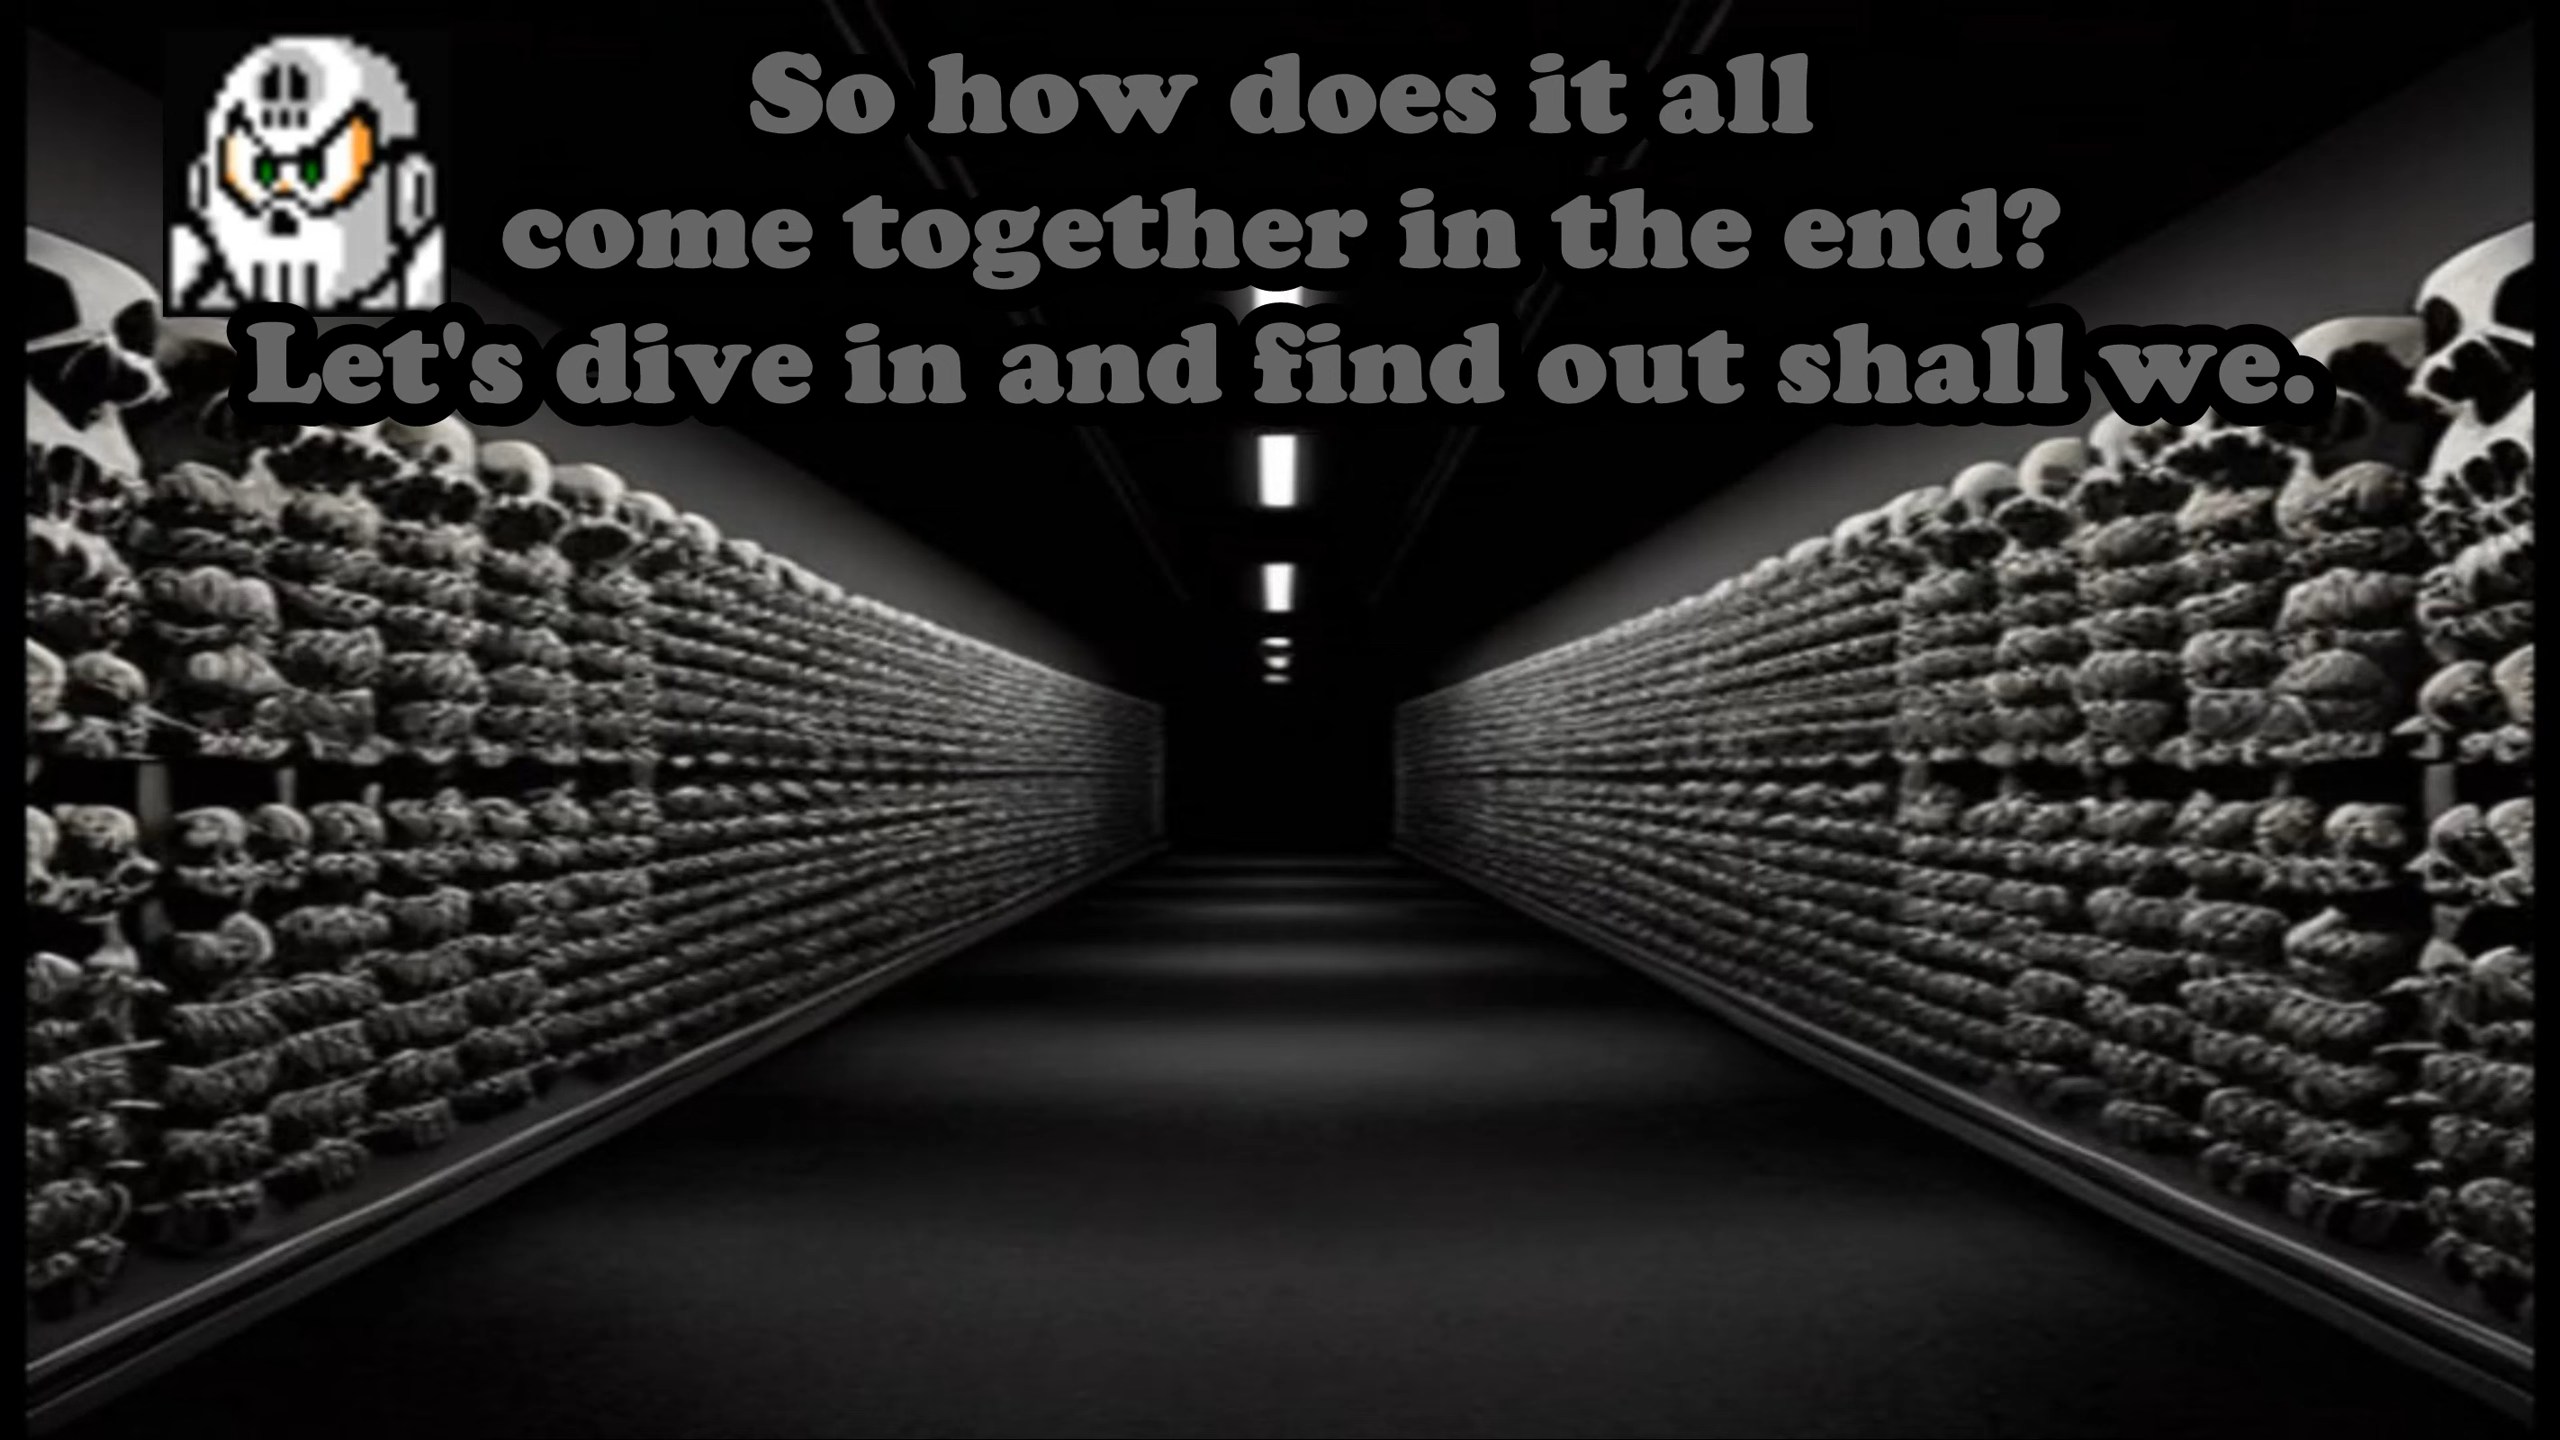 So how does it all
come together in the end?
Let's dive in and find out shall we.